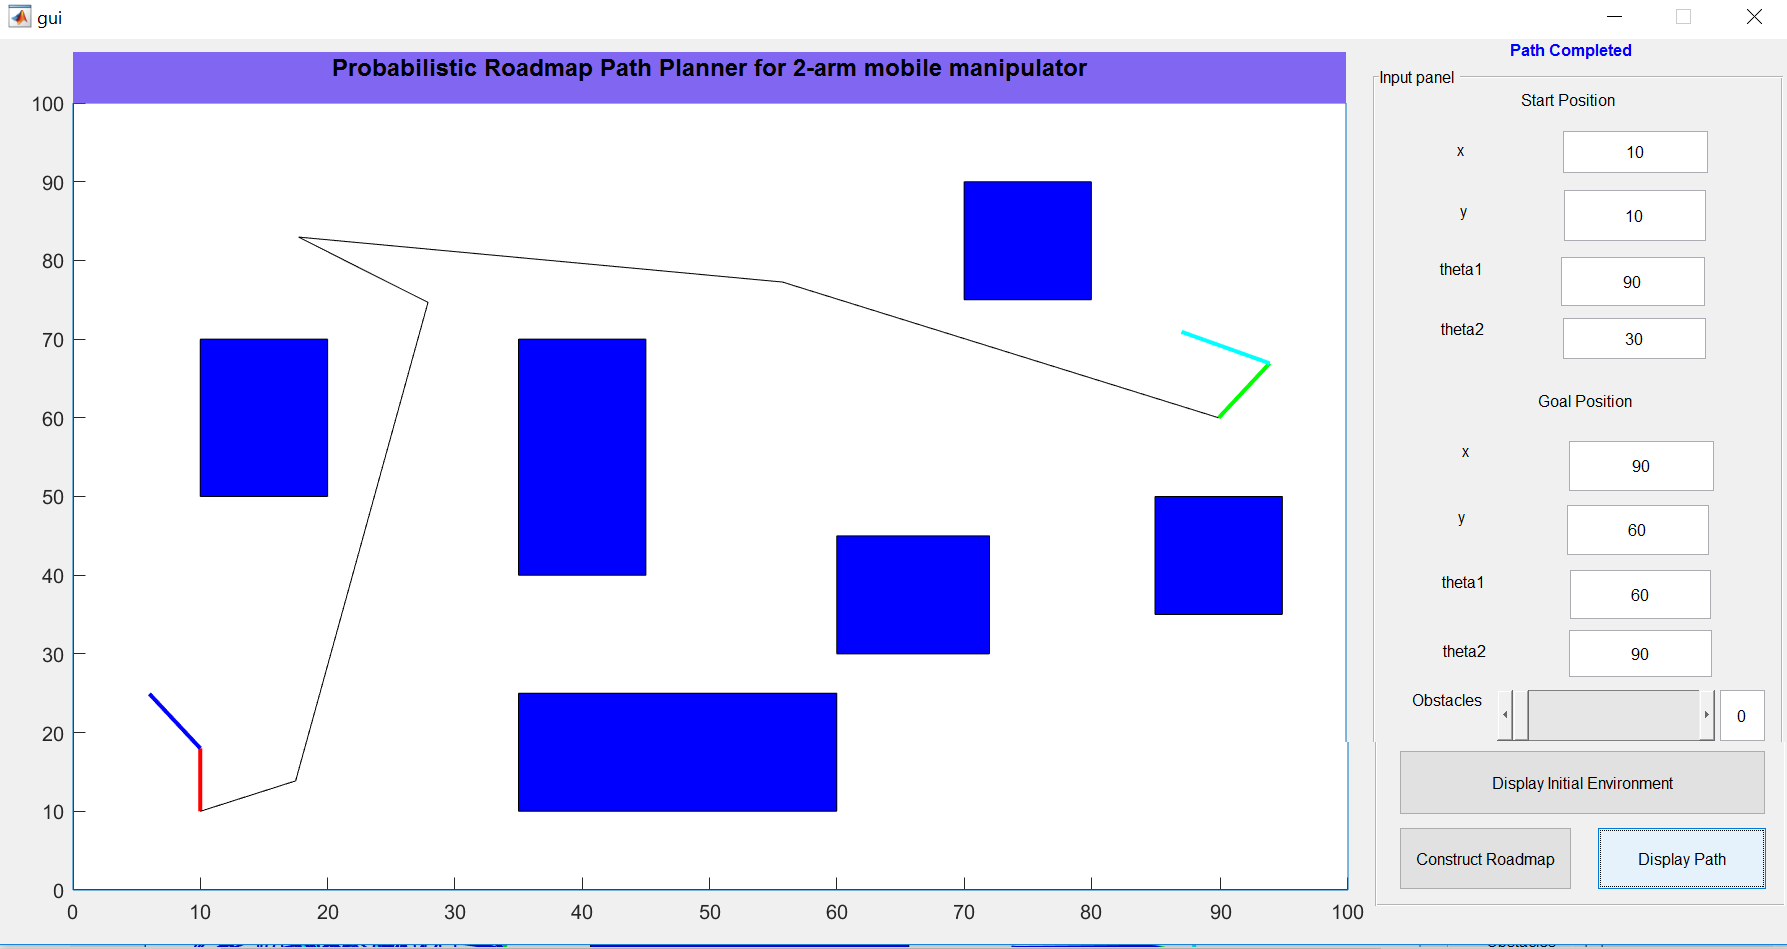 gui
Probabilistic Roadmap Path Planner for 2-arm mobile manipulator
100
90
80
70
60
50
40
30
20
10
0
0 10 20 30 40 50 60 70 80 90 100
Path Completed
Input panel
Start Position
x 10
y 10
theta1 90
theta2 30
Goal Position
x 90
y 60
theta1 60
theta2 90
Obstacles 0
Display Initial Environment
Construct Roadmap Display Path
Obstacles